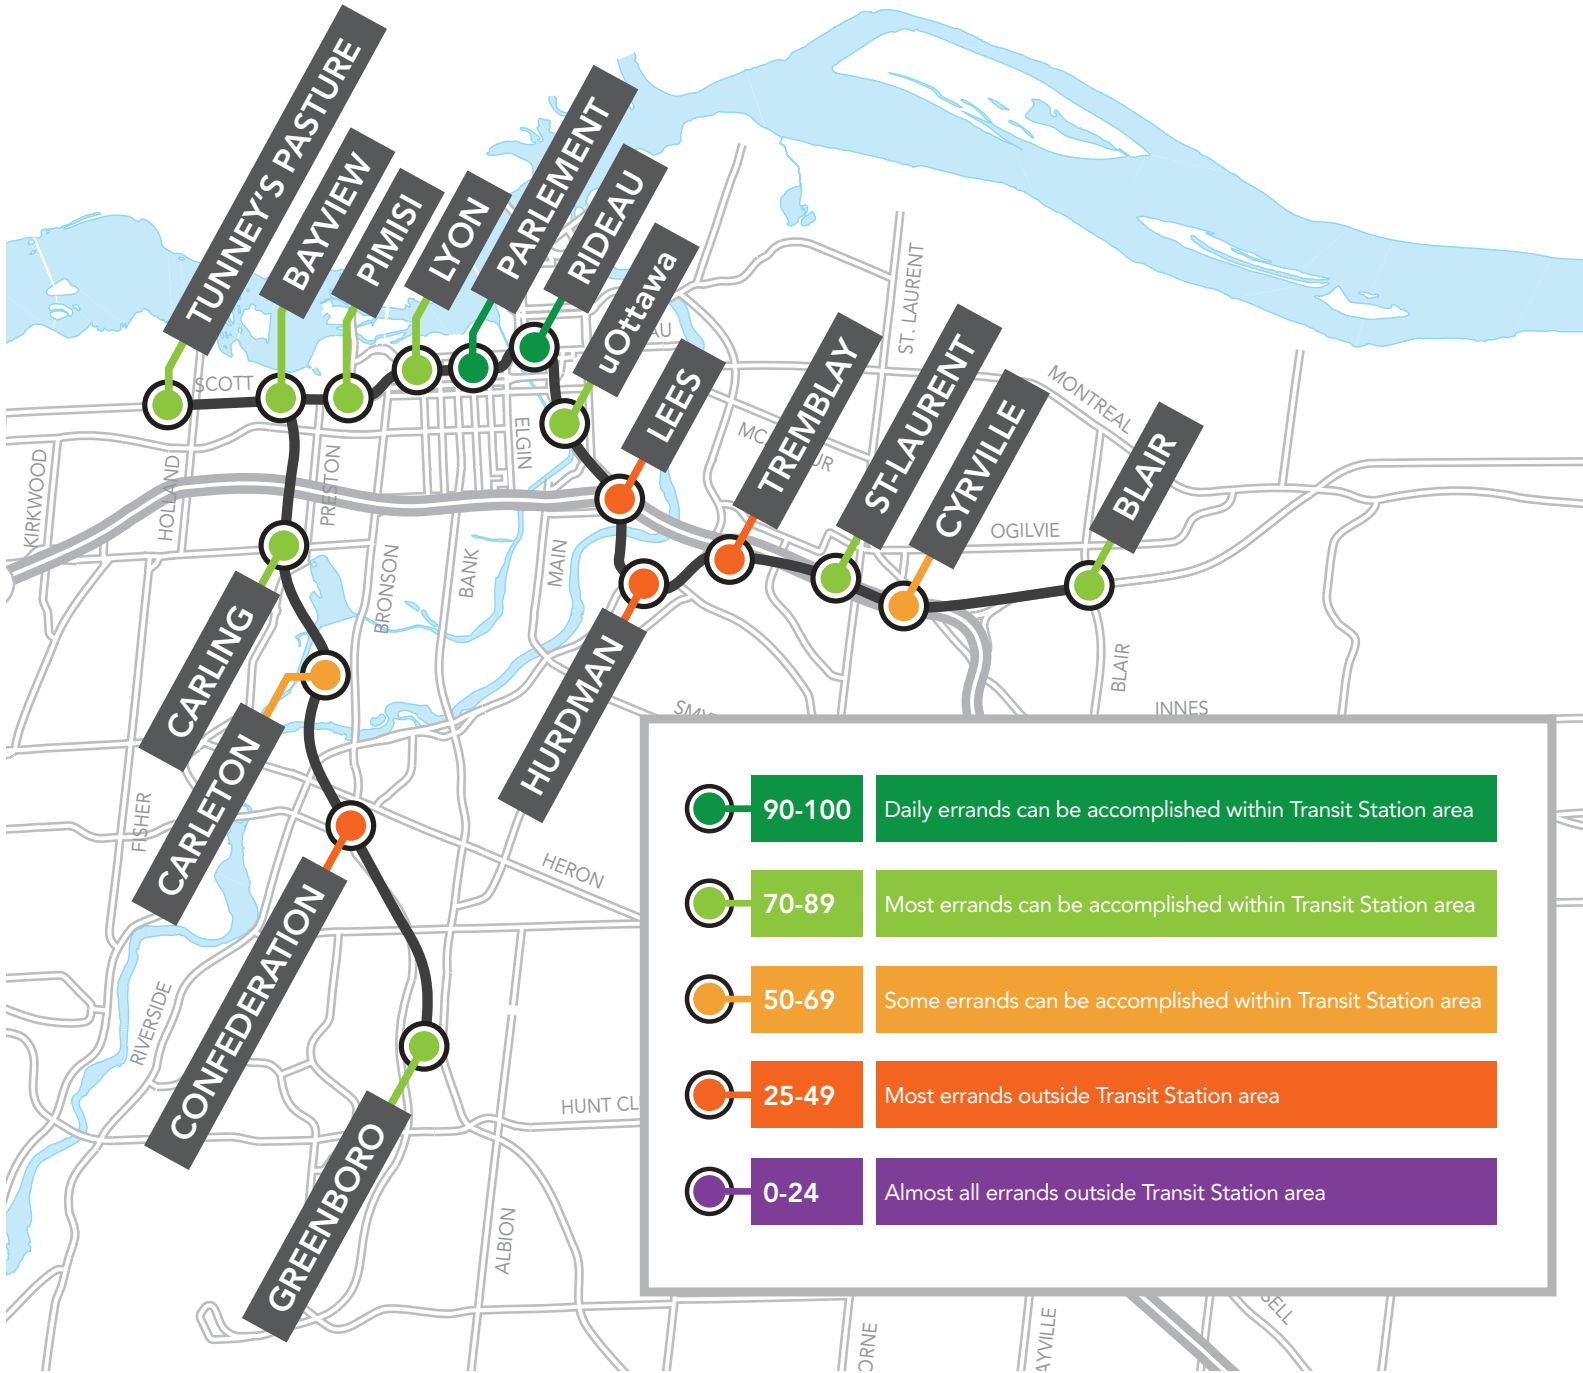 TUNNEY'S PASTURE
BAYVIEW
PIMISI
LYON
PARLEMENT
RIDEAU
uOttawa
LEES
TREMBLAY
ST-LAURENT
CYRVILLE
BLAIR
HURDMAN
CARLING
CARLETON
CONFEDERATION
GREENBORO
SCOTT
KIRKWOOD
HOLLAND
PRESTON
BRONSON
BANK
ELGIN
MAIN
ST. LAURENT
MONTREAL
OGILVIE
BLAIR
INNES
FISHER
HERON
RIVERSIDE
HUNT CL
ALBION
90-100
Daily errands can be accomplished within Transit Station area
70-89
Most errands can be accomplished within Transit Station area
50-69
Some errands can be accomplished within Transit Station area
25-49
Most errands outside Transit Station area
0-24
Almost all errands outside Transit Station area
ORNE
AYVILLE